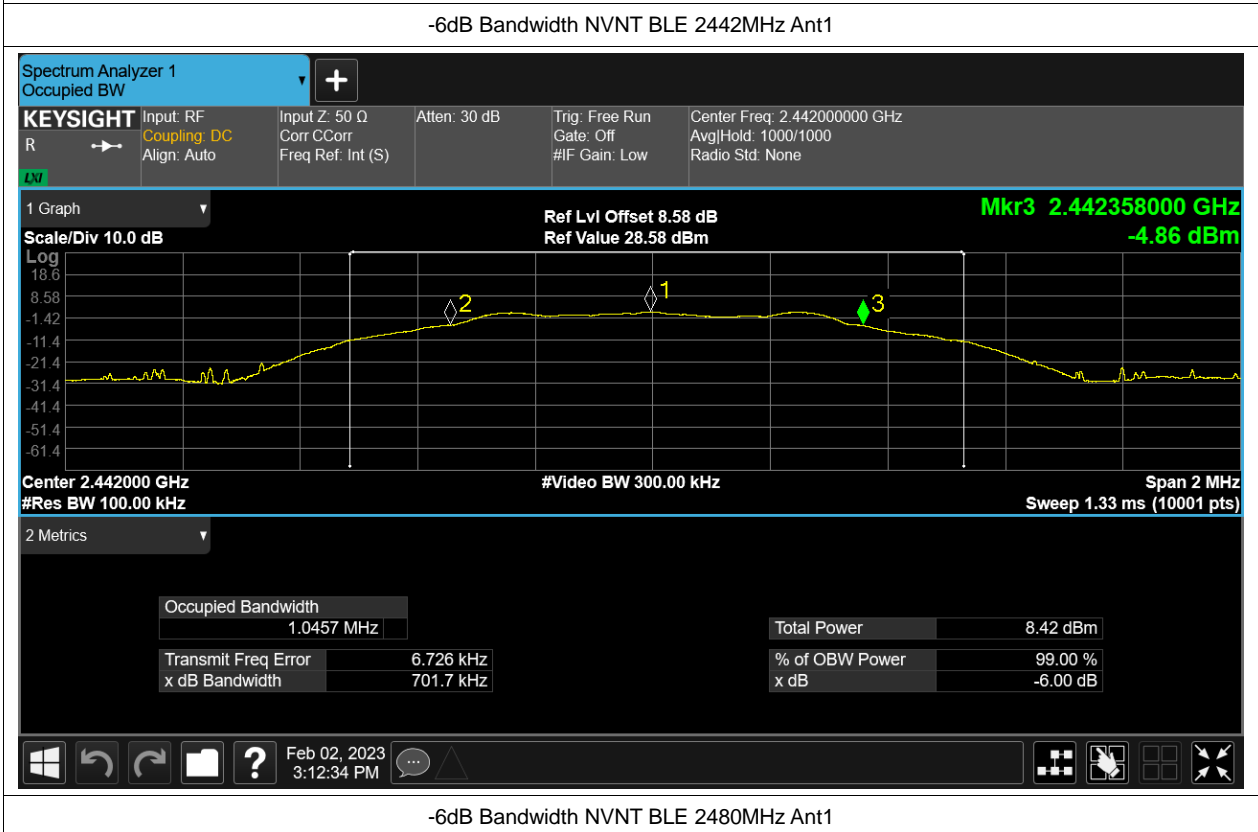 -6dB Bandwidth NVNT BLE 2442MHz Ant1
Spectrum Analyzer 1
Occupied BW
KEYSIGHT
R
LXI
Input: RF
Coupling: DC
Align: Auto
Input Z: 50 Ω
Corr CCorr
Freq Ref: Int (S)
Atten: 30 dB
Trig: Free Run
Gate: Off
#IF Gain: Low
Center Freq: 2.442000000 GHz
Avg|Hold: 1000/1000
Radio Std: None
1 Graph
Scale/Div 10.0 dB
Ref Lvl Offset 8.58 dB
Ref Value 28.58 dBm
Mkr3 2.442358000 GHz
-4.86 dBm
Log
18.6
8.58
-1.42
-11.4
-21.4
-31.4
-41.4
-51.4
-61.4
2
1
3
Center 2.442000 GHz
#Res BW 100.00 kHz
#Video BW 300.00 kHz
Span 2 MHz
Sweep 1.33 ms (10001 pts)
2 Metrics
Occupied Bandwidth
1.0457 MHz
Transmit Freq Error 6.726 kHz
x dB Bandwidth 701.7 kHz
Total Power 8.42 dBm
% of OBW Power 99.00 %
x dB -6.00 dB
?
Feb 02, 2023
3:12:34 PM
-6dB Bandwidth NVNT BLE 2480MHz Ant1